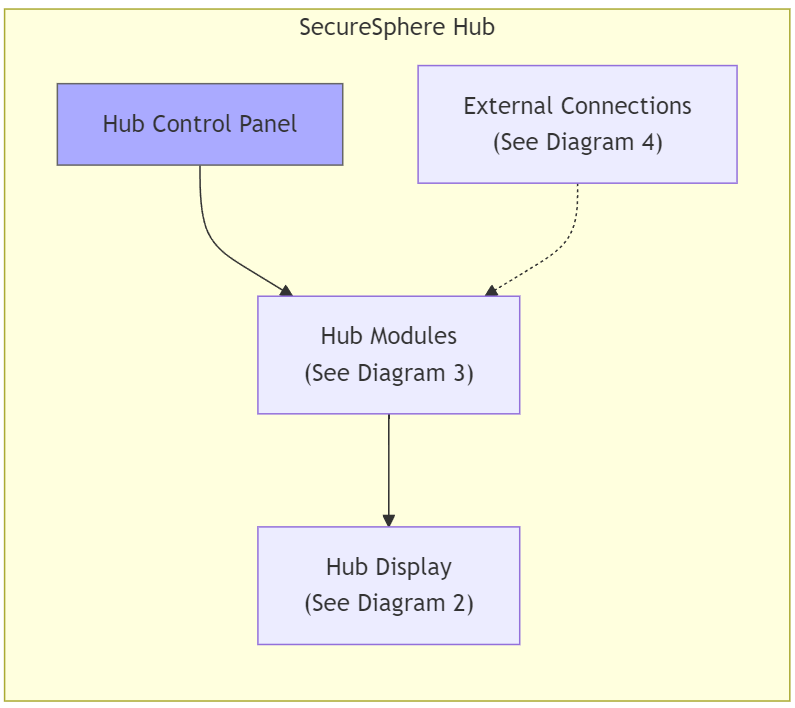 SecureSphere Hub
Hub Control Panel
External Connections
(See Diagram 4)
Hub Modules
(See Diagram 3)
Hub Display
(See Diagram 2)